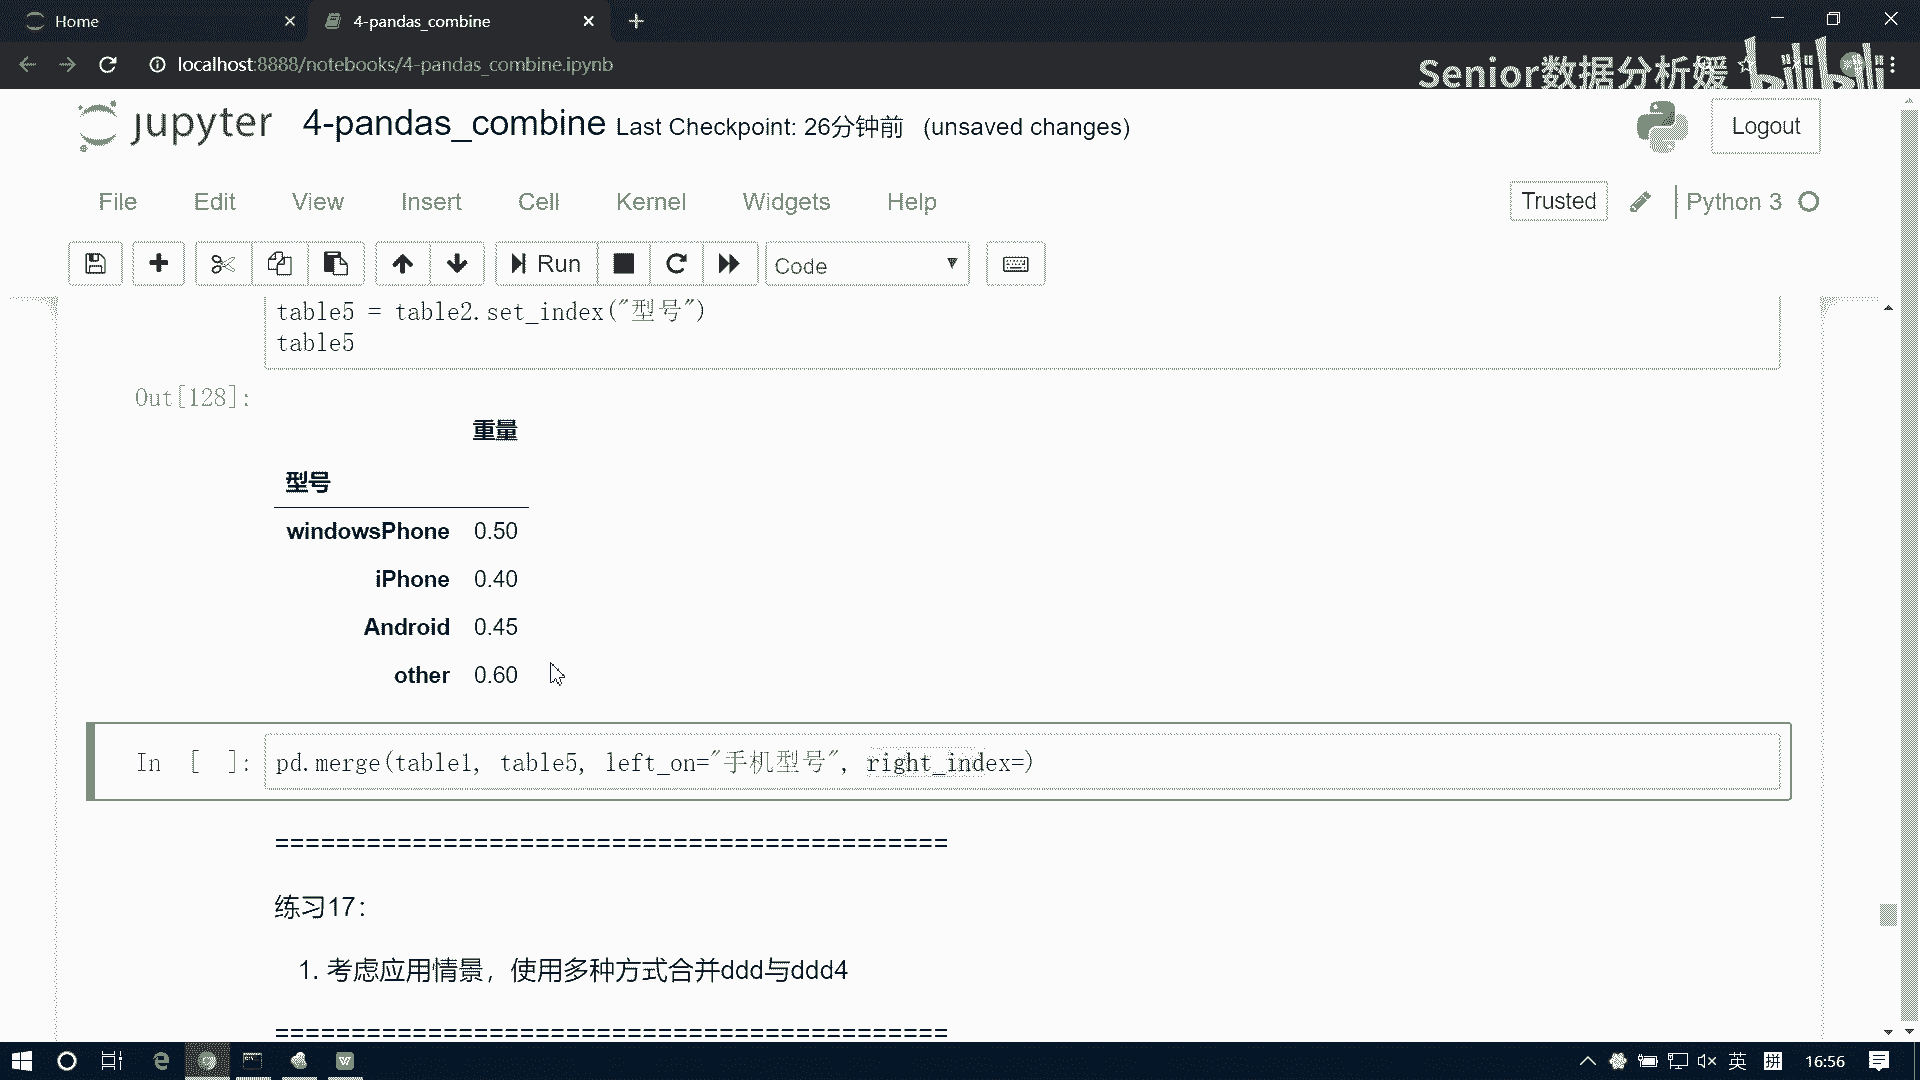 Home
4-pandas_combine
localhost:8888/notebooks/4-pandas_combine.ipynb
Senior数据分析媛
bilibili
jupyter 4-pandas_combine Last Checkpoint: 26分钟前 (unsaved changes)
Logout
File Edit View Insert Cell Kernel Widgets Help
Trusted
Python 3
Run
Code
table5 = table2.set_index("型号")
table5
Out[128]:
重量
型号
windowsPhone 0.50
iPhone 0.40
Android 0.45
other 0.60
In [ ]: pd.merge(table1, table5, left_on="手机型号", right_index=)
============================================
练习17：
1. 考虑应用情景，使用多种方式合并ddd与ddd4
============================================
英 拼 16:56